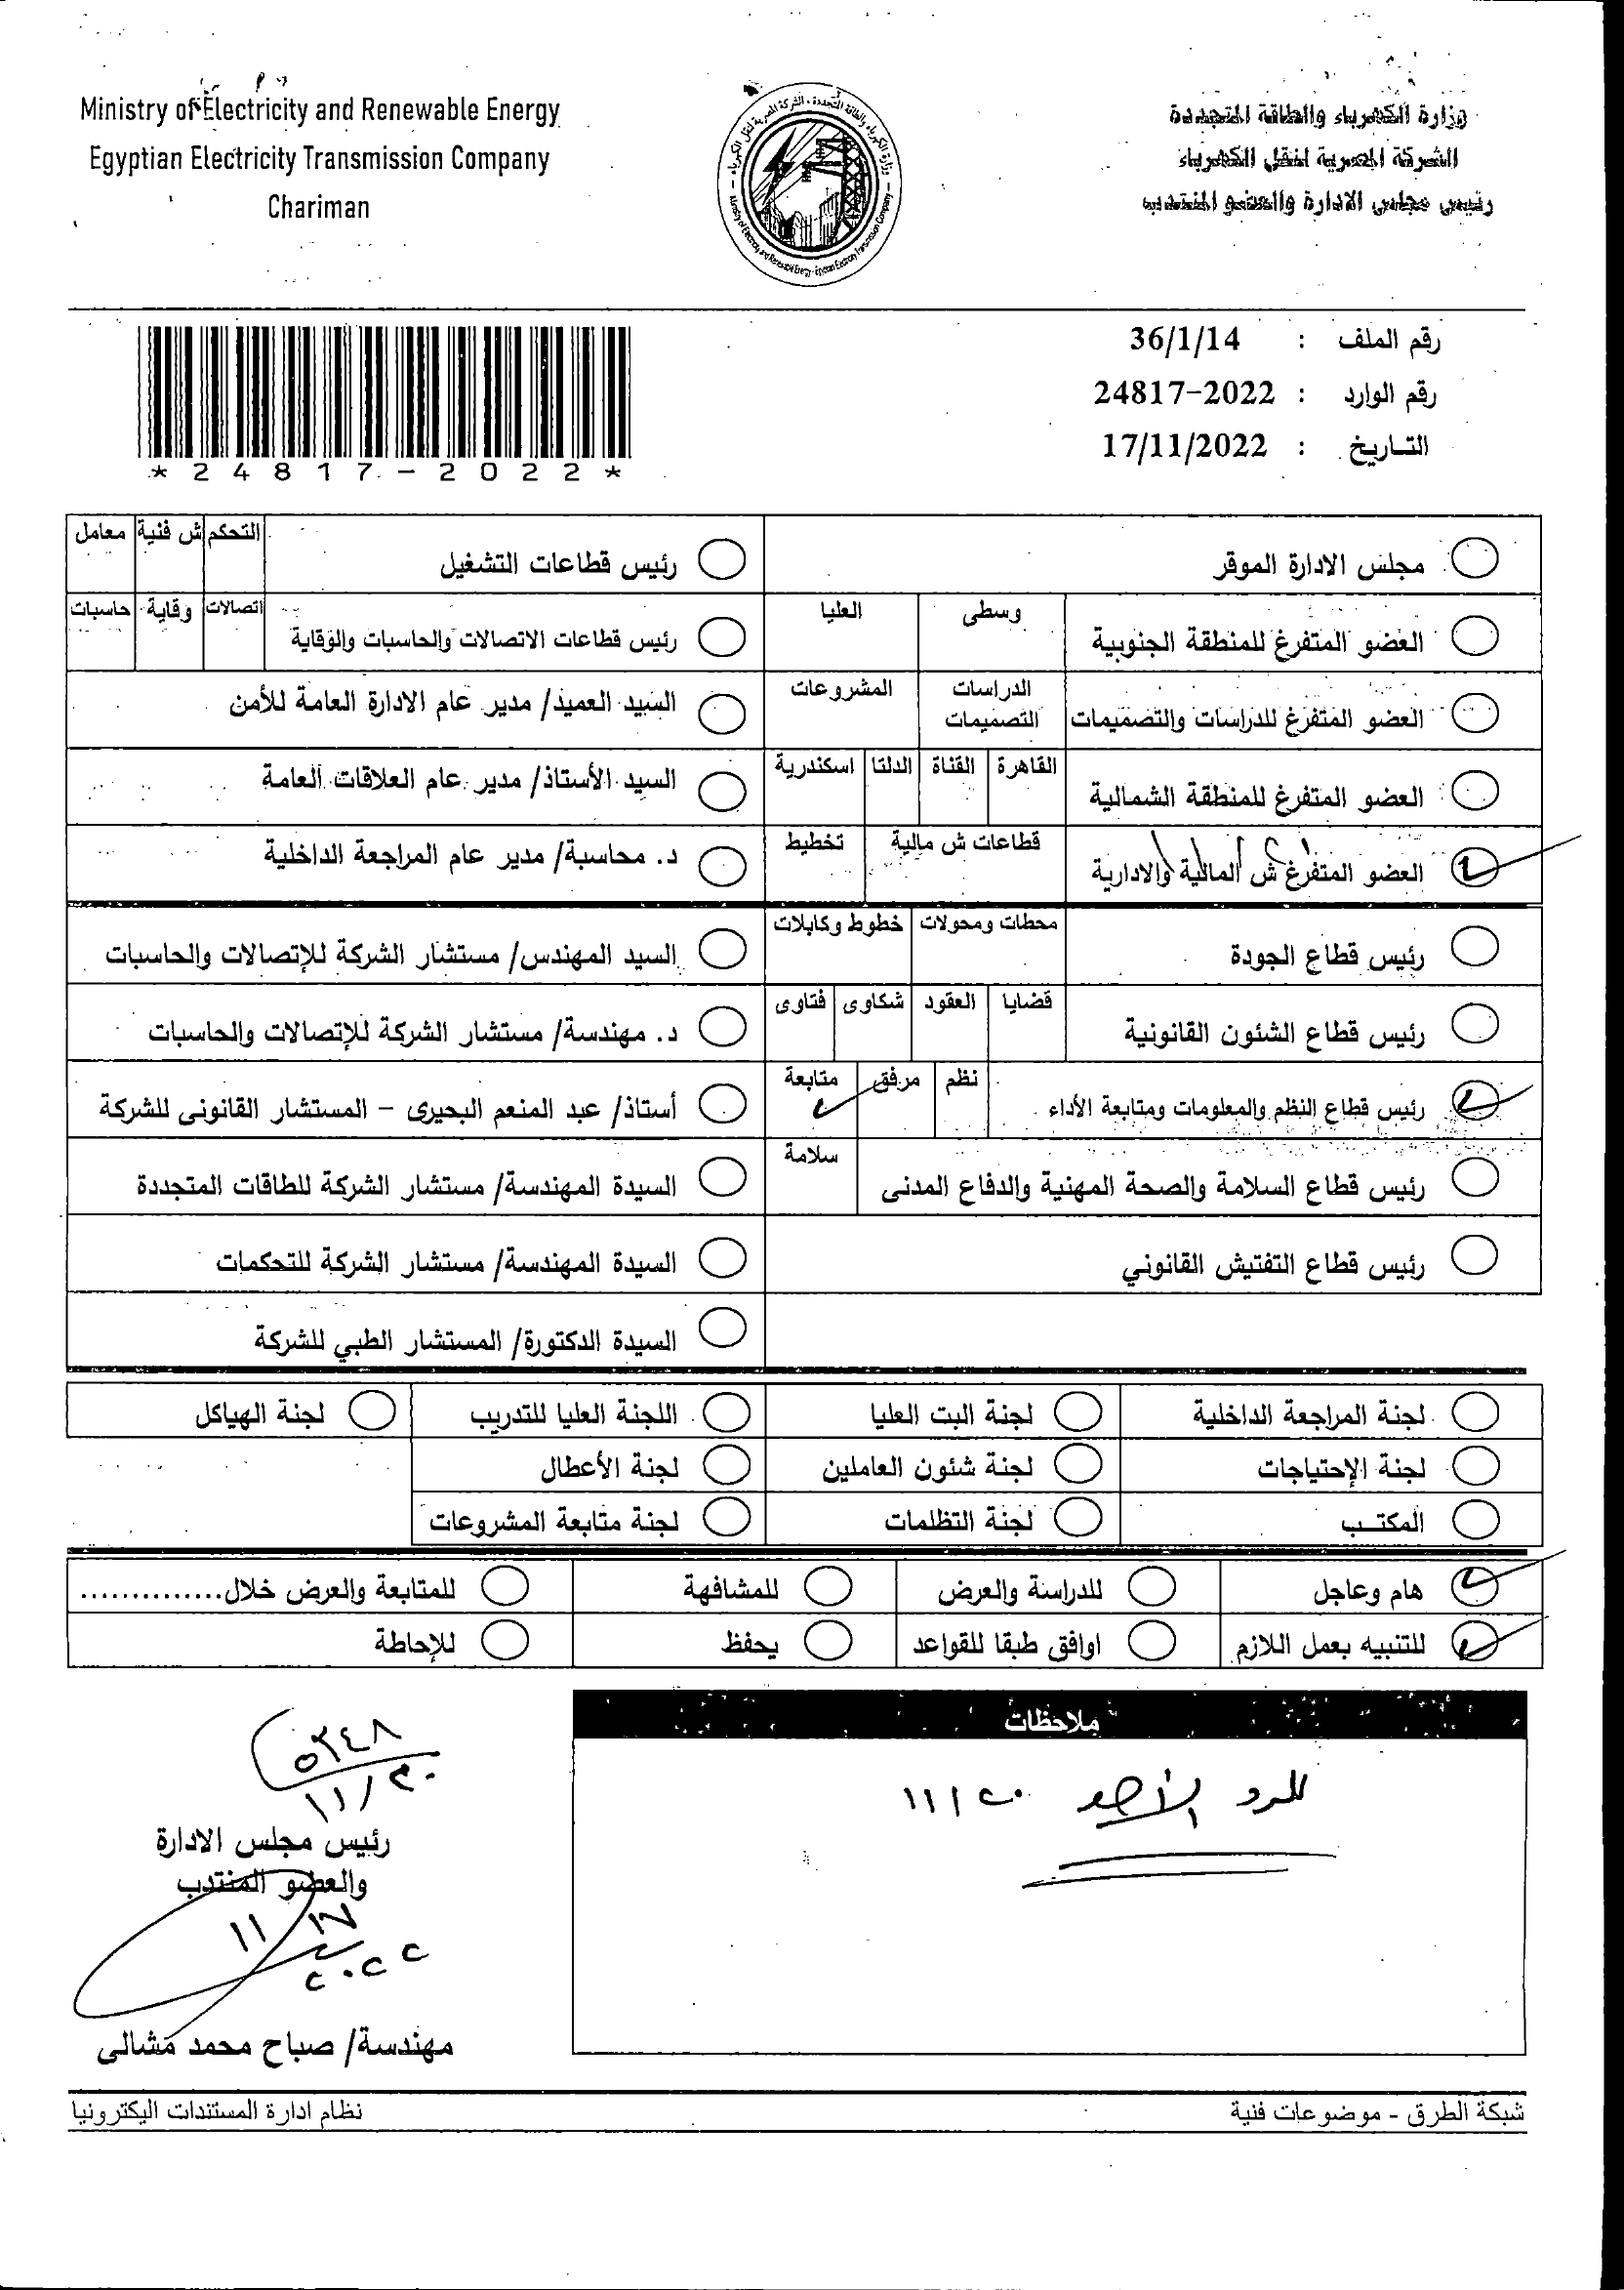 Ministry of Electricity and Renewable Energy
Egyptian Electricity Transmission Company
Chariman
وزارة الكهرباء والطاقة المتجددة
الشركة المصرية لنقل الكهرباء
رئيس مجلس الادارة والعضو المنتدب
رقم الملف : 36/1/14
رقم الوارد : 24817-2022
التـاريخ : 17/11/2022
* 2 4 8 1 7 - 2 0 2 2 *
مجلس الادارة الموقر
رئيس قطاعات التشغيل
التحكم ش فنية معامل
العضو المتفرغ للمنطقة الجنوبية
وسطى العليا
رئيس قطاعات الاتصالات والحاسبات والوقاية
اتصالات وقاية حاسبات
العضو المتفرغ للدراسات والتصميمات
الدراسات المشروعات
التصميمات
السيد العميد/ مدير عام الادارة العامة للأمن
العضو المتفرغ للمنطقة الشمالية
القاهرة القناة الدلتا اسكندرية
السيد الأستاذ/ مدير عام العلاقات العامة
العضو المتفرغ ش المالية والادارية
قطاعات ش مالية تخطيط
د. محاسبة/ مدير عام المراجعة الداخلية
رئيس قطاع الجودة
محطات ومحولات خطوط وكابلات
السيد المهندس/ مستشار الشركة للإتصالات والحاسبات
رئيس قطاع الشئون القانونية
قضايا العقود شكاوى فتاوى
د. مهندسة/ مستشار الشركة للإتصالات والحاسبات
رئيس قطاع النظم والمعلومات ومتابعة الأداء
نظم مرفق متابعة
أستاذ/ عبد المنعم البحيرى - المستشار القانونى للشركة
رئيس قطاع السلامة والصحة المهنية والدفاع المدنى
سلامة
السيدة المهندسة/ مستشار الشركة للطاقات المتجددة
رئيس قطاع التفتيش القانوني
السيدة المهندسة/ مستشار الشركة للتحكمات
السيدة الدكتورة/ المستشار الطبي للشركة
لجنة المراجعة الداخلية
لجنة البت العليا
اللجنة العليا للتدريب
لجنة الهياكل
لجنة الإحتياجات
لجنة شئون العاملين
لجنة الأعطال
المكتـب
لجنة التظلمات
لجنة متابعة المشروعات
هام وعاجل
للدراسة والعرض
للمشافهة
للمتابعة والعرض خلال..............
للتنبيه بعمل اللازم
اوافق طبقا للقواعد
يحفظ
للإحاطة
ملاحظات
للرد الأحد ٢٠/١١
٥٢٤٨
٢٠/١١
رئيس مجلس الادارة
والعضو المنتدب
١٧/١١
٢٠٢٢
مهندسة/ صباح محمد مشالى
شبكة الطرق - موضوعات فنية
نظام ادارة المستندات اليكترونيا